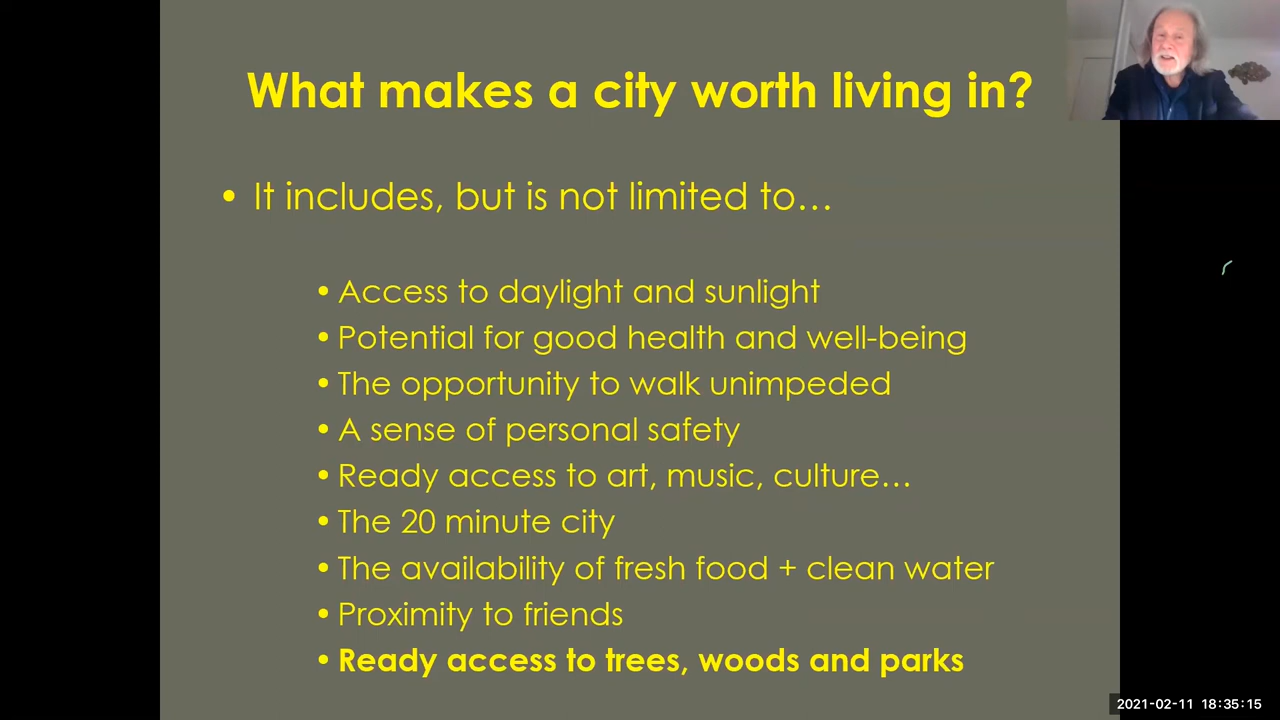 What makes a city worth living in?
• It includes, but is not limited to…
• Access to daylight and sunlight
• Potential for good health and well-being
• The opportunity to walk unimpeded
• A sense of personal safety
• Ready access to art, music, culture…
• The 20 minute city
• The availability of fresh food + clean water
• Proximity to friends
• Ready access to trees, woods and parks
2021-02-11 18:35:15